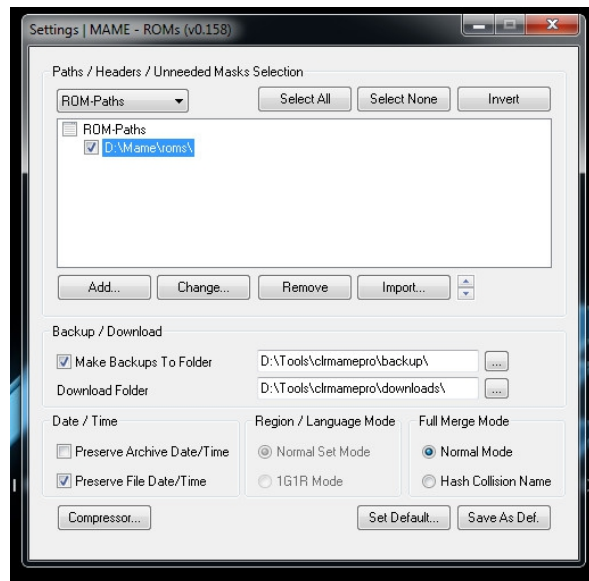 Settings | MAME - ROMs (v0.158)
Paths / Headers / Unneeded Masks Selection
ROM-Paths
Select All
Select None
Invert
ROM-Paths
D:\Mame\roms\
Add...
Change...
Remove
Import...
Backup / Download
Make Backups To Folder
D:\Tools\clrmamepro\backup\
...
Download Folder
D:\Tools\clrmamepro\downloads\
...
Date / Time
Region / Language Mode
Full Merge Mode
Preserve Archive Date/Time
Normal Set Mode
Normal Mode
Preserve File Date/Time
1G1R Mode
Hash Collision Name
Compressor...
Set Default...
Save As Def.